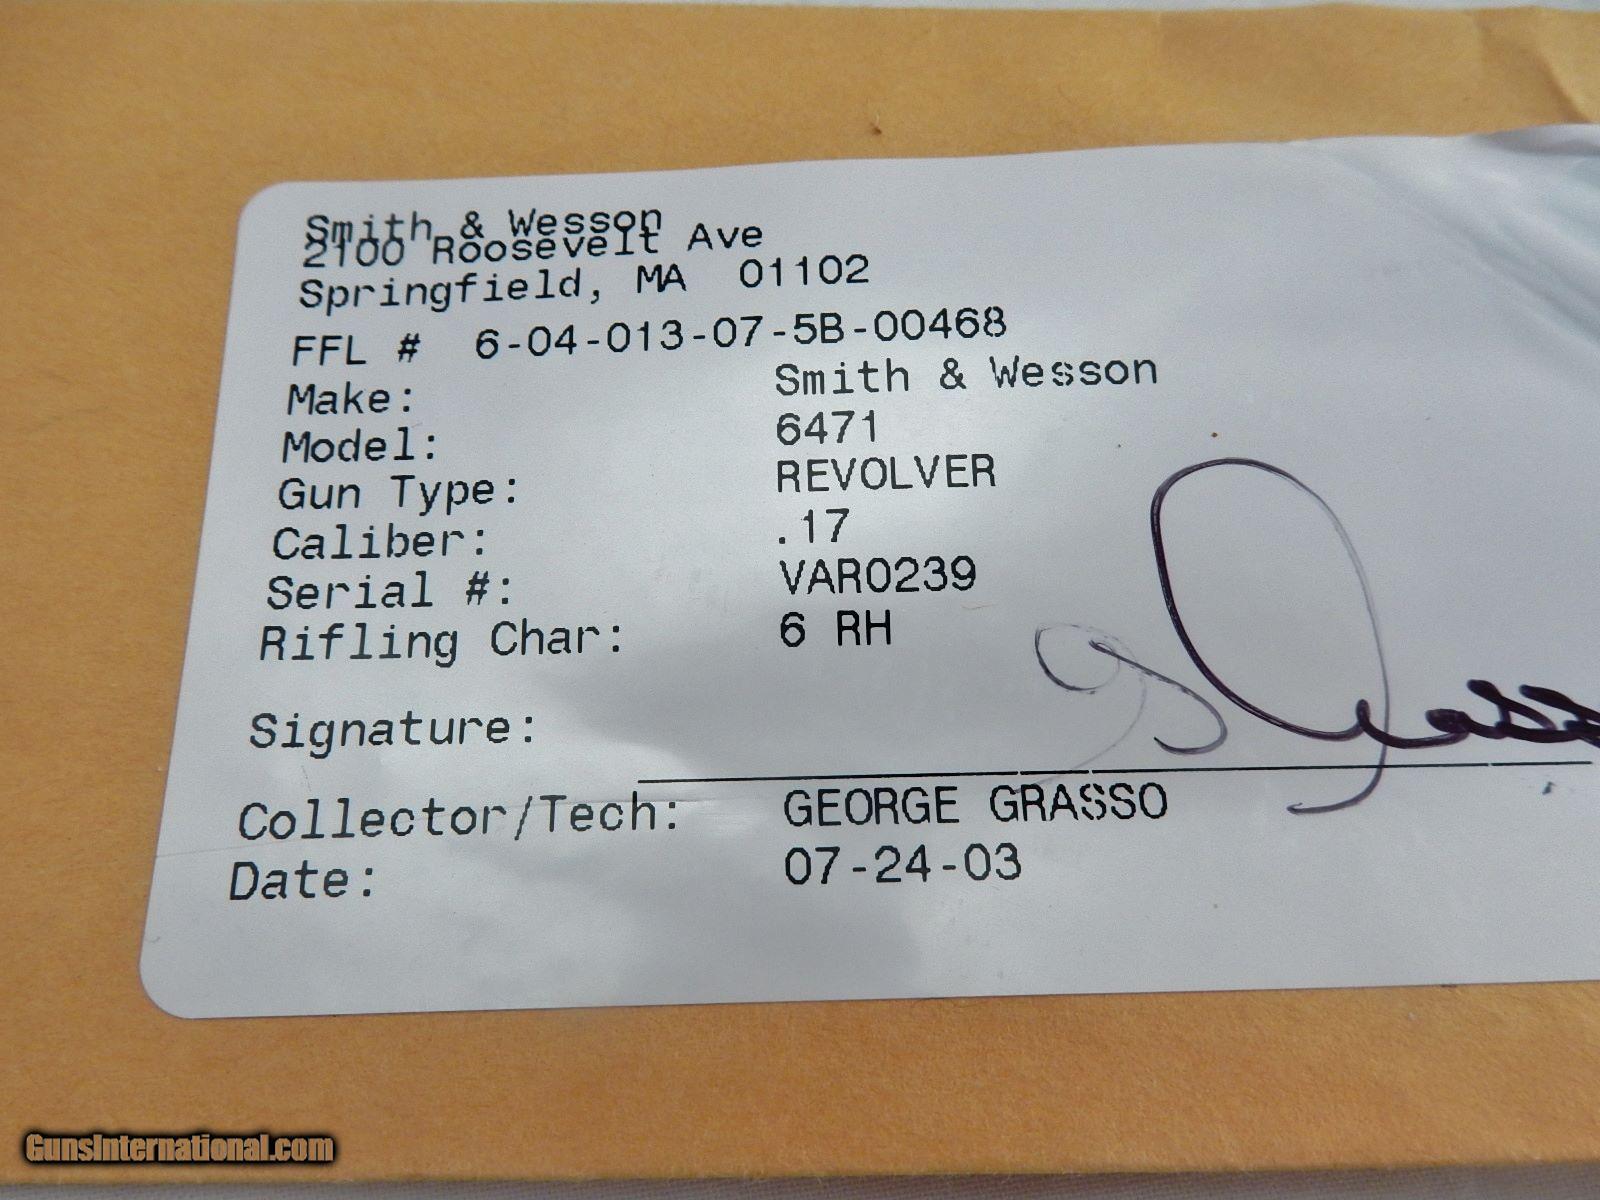 Smith & Wesson
2100 Roosevelt Ave
Springfield, MA 01102
FFL # 6-04-013-07-5B-00468
Make: Smith & Wesson
Model: 6471
Gun Type: REVOLVER
Caliber: .17
Serial #: VAR0239
Rifling Char: 6 RH
Signature:
Collector/Tech: GEORGE GRASSO
Date: 07-24-03
GunsInternational.com